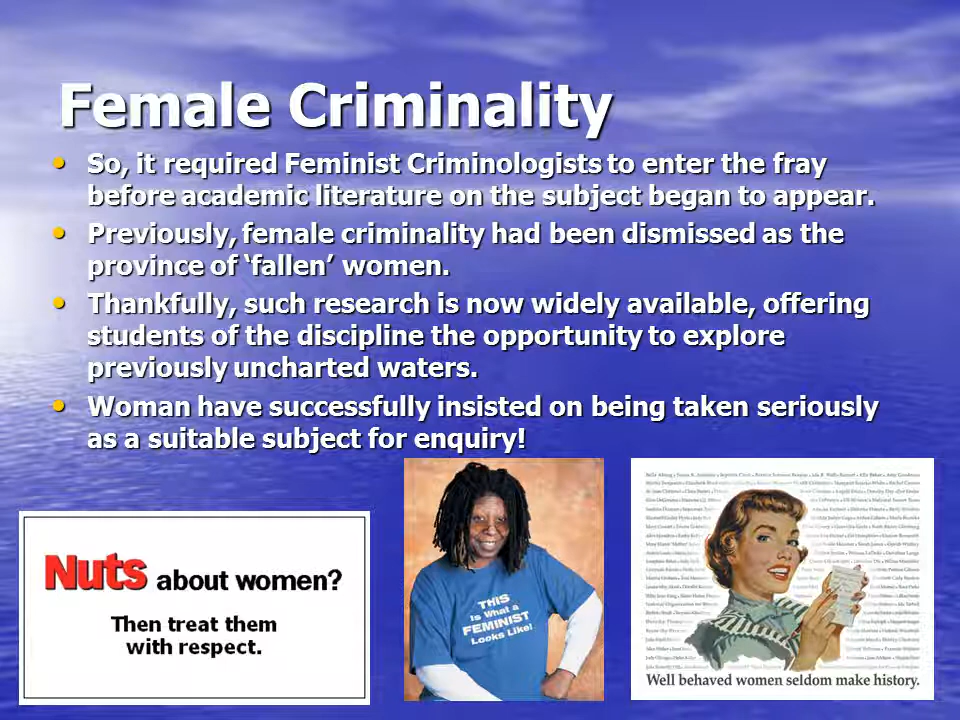 Female Criminality
• So, it required Feminist Criminologists to enter the fray
before academic literature on the subject began to appear.
• Previously, female criminality had been dismissed as the
province of ‘fallen’ women.
• Thankfully, such research is now widely available, offering
students of the discipline the opportunity to explore
previously uncharted waters.
• Woman have successfully insisted on being taken seriously
as a suitable subject for enquiry!
Nuts about women?
Then treat them
with respect.
THIS
Is What a
FEMINIST
Looks Like!
Well behaved women seldom make history.